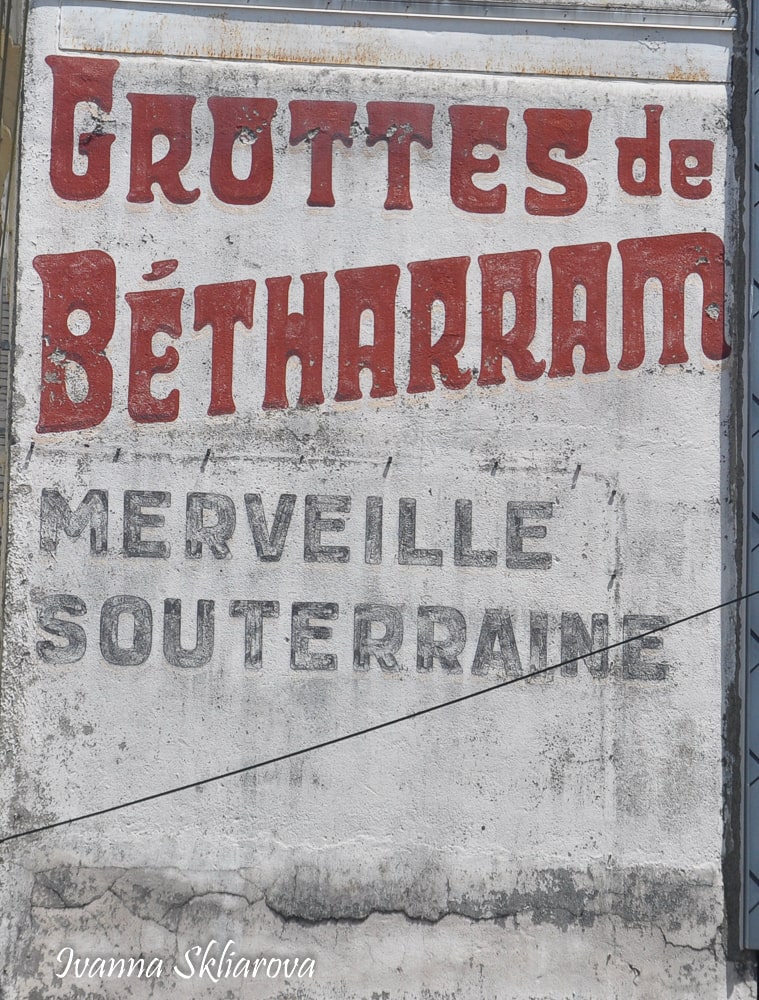 GROTTES de
BÉTHARRAM
MERVEILLE
SOUTERRAINE
Ivanna Skliarova